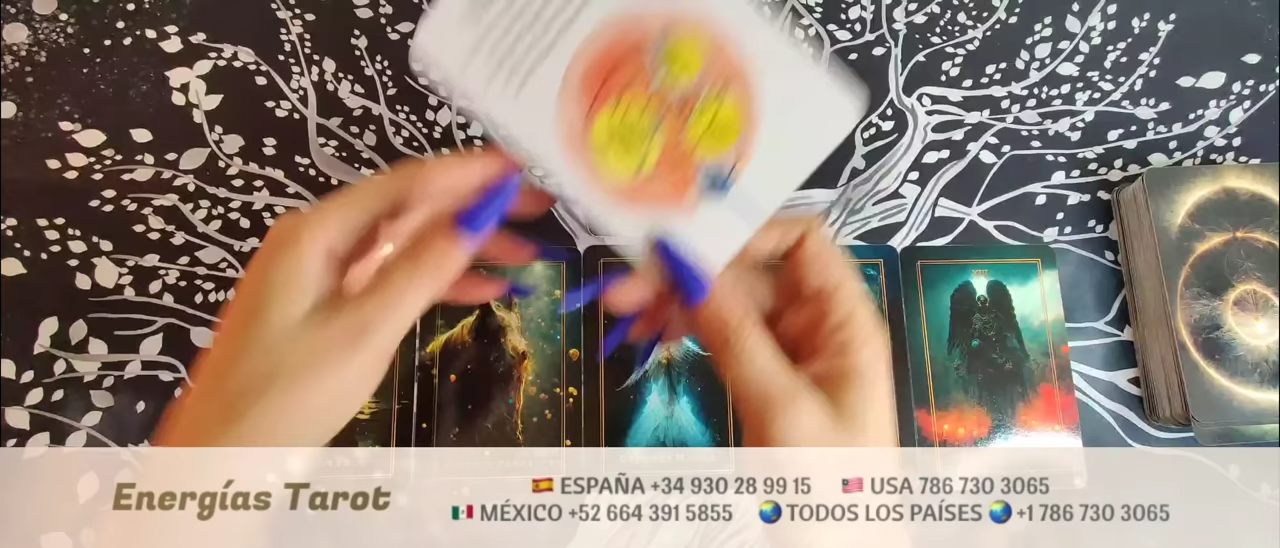 XIII
Energías Tarot
ESPAÑA +34 930 28 99 15 USA 786 730 3065
MÉXICO +52 664 391 5855 TODOS LOS PAÍSES +1 786 730 3065